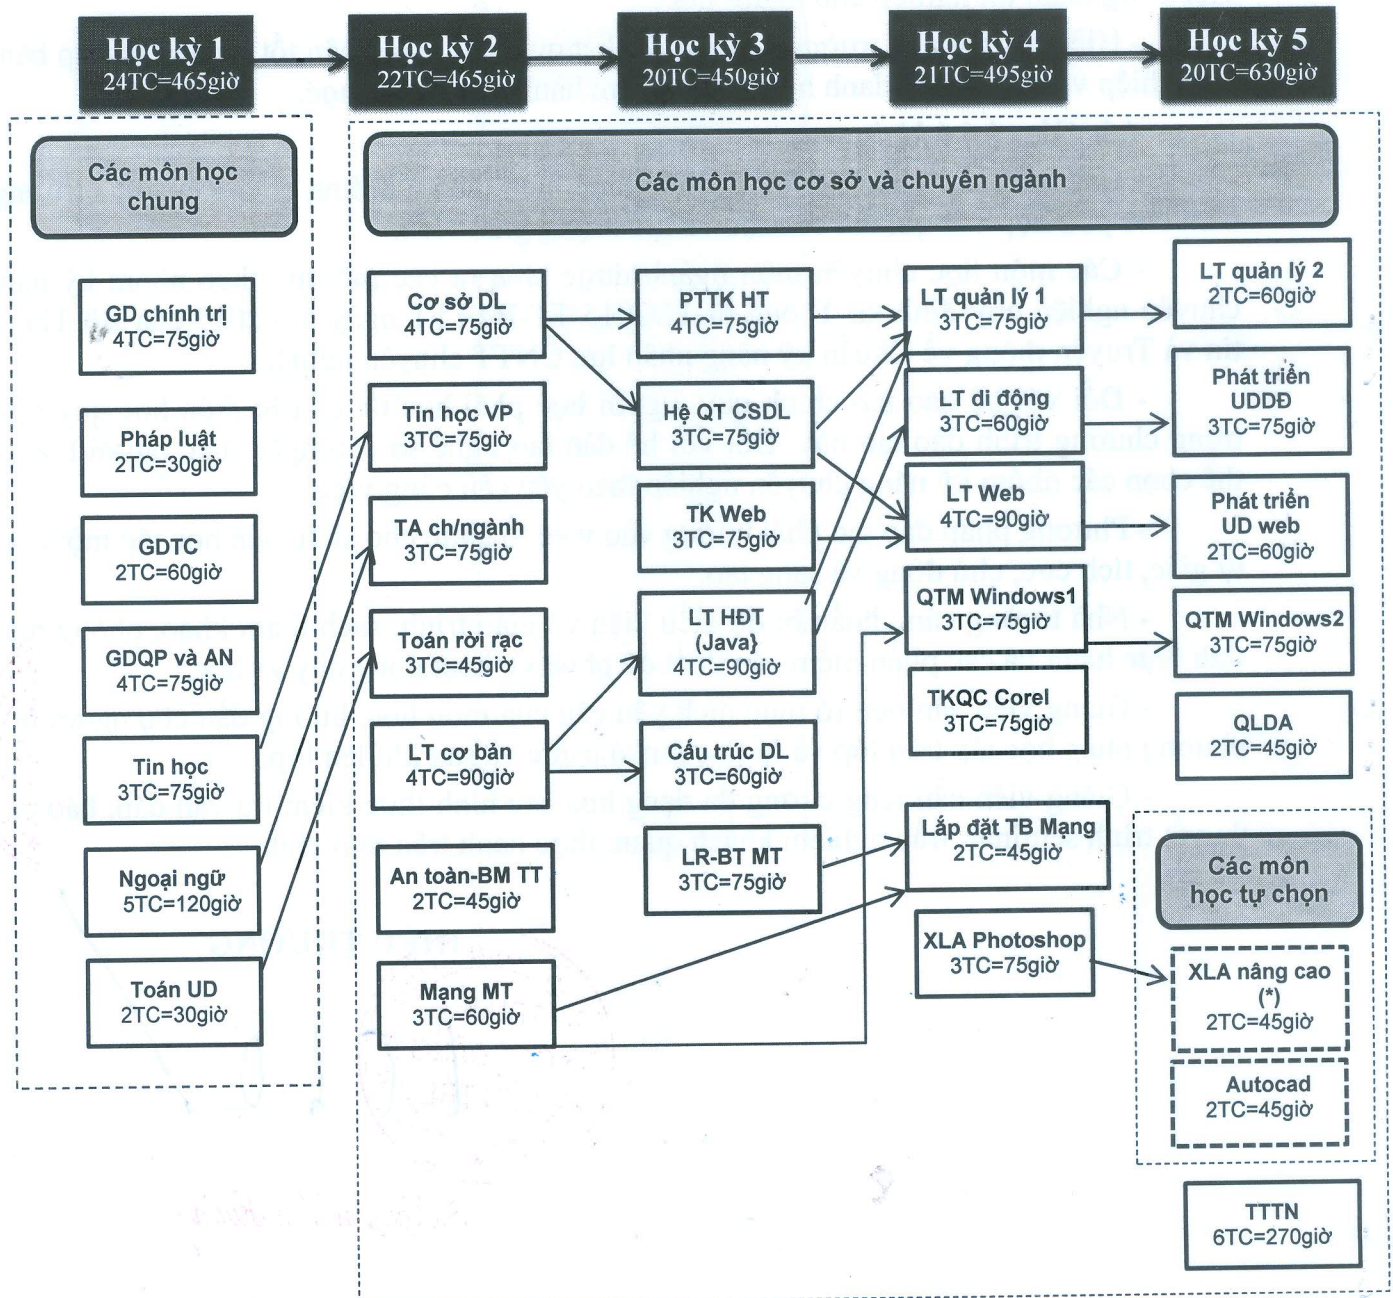 Học kỳ 1
24TC=465giờ
Học kỳ 2
22TC=465giờ
Học kỳ 3
20TC=450giờ
Học kỳ 4
21TC=495giờ
Học kỳ 5
20TC=630giờ
Các môn học
chung
GD chính trị
4TC=75giờ
Pháp luật
2TC=30giờ
GDTC
2TC=60giờ
GDQP và AN
4TC=75giờ
Tin học
3TC=75giờ
Ngoại ngữ
5TC=120giờ
Toán UD
2TC=30giờ
Các môn học cơ sở và chuyên ngành
Cơ sở DL
4TC=75giờ
Tin học VP
3TC=75giờ
TA ch/ngành
3TC=75giờ
Toán rời rạc
3TC=45giờ
LT cơ bản
4TC=90giờ
An toàn-BM TT
2TC=45giờ
Mạng MT
3TC=60giờ
PTTK HT
4TC=75giờ
Hệ QT CSDL
3TC=75giờ
TK Web
3TC=75giờ
LT HĐT
(Java}
4TC=90giờ
Cấu trúc DL
3TC=60giờ
LR-BT MT
3TC=75giờ
LT quản lý 1
3TC=75giờ
LT di động
3TC=60giờ
LT Web
4TC=90giờ
QTM Windows1
3TC=75giờ
TKQC Corel
3TC=75giờ
Lắp đặt TB Mạng
2TC=45giờ
XLA Photoshop
3TC=75giờ
LT quản lý 2
2TC=60giờ
Phát triển
UDDĐ
3TC=75giờ
Phát triển
UD web
2TC=60giờ
QTM Windows2
3TC=75giờ
QLDA
2TC=45giờ
Các môn
học tự chọn
XLA nâng cao
(*)
2TC=45giờ
Autocad
2TC=45giờ
TTTN
6TC=270giờ